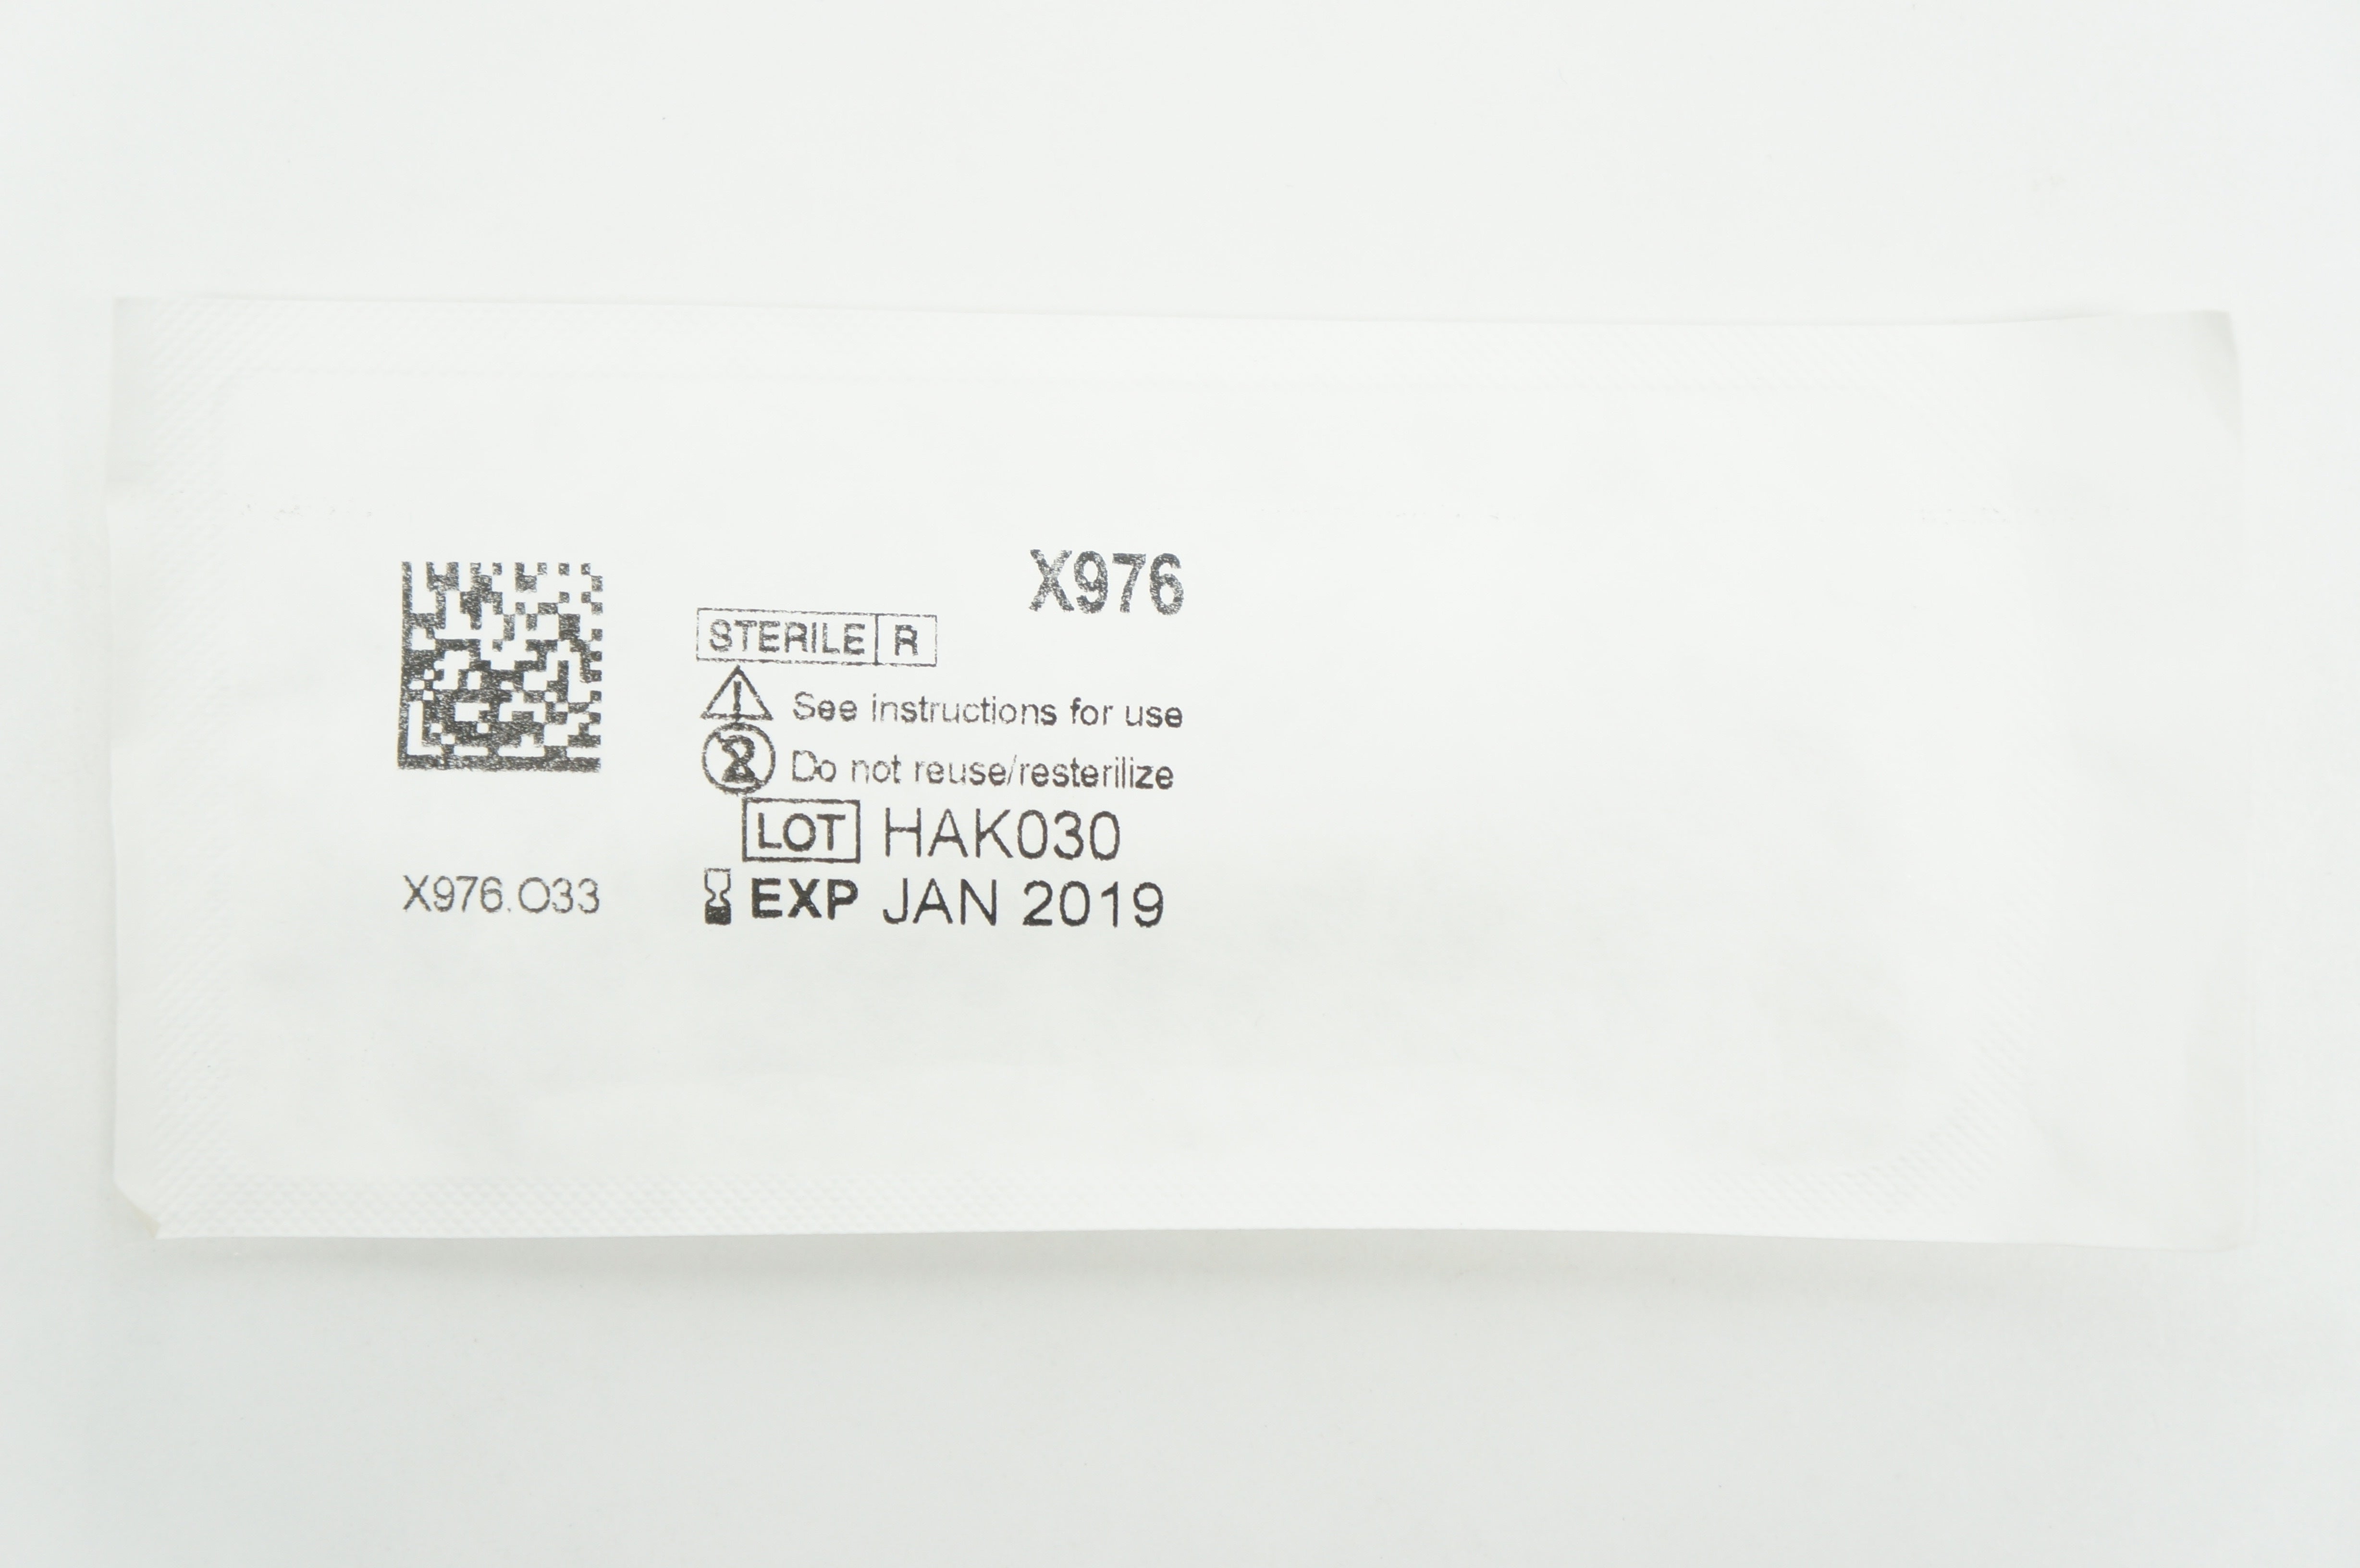 X976
STERILE R
See instructions for use
Do not reuse/resterilize
LOT HAK030
X976.O33
EXP JAN 2019